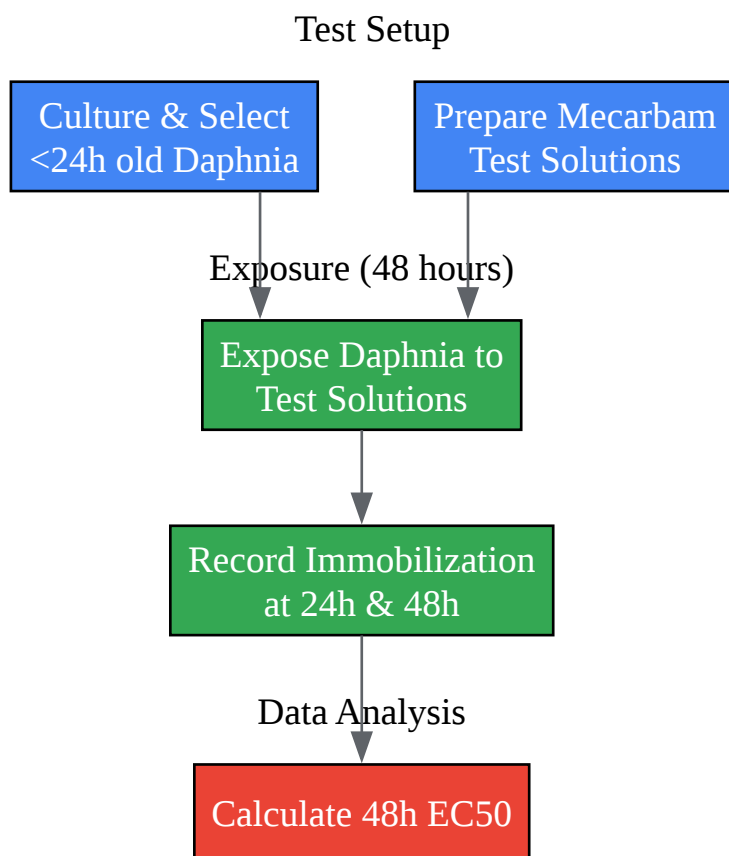 Test Setup
Culture & Select
<24h old Daphnia
Prepare Mecarbam
Test Solutions
Exposure (48 hours)
Expose Daphnia to
Test Solutions
Record Immobilization
at 24h & 48h
Data Analysis
Calculate 48h EC50